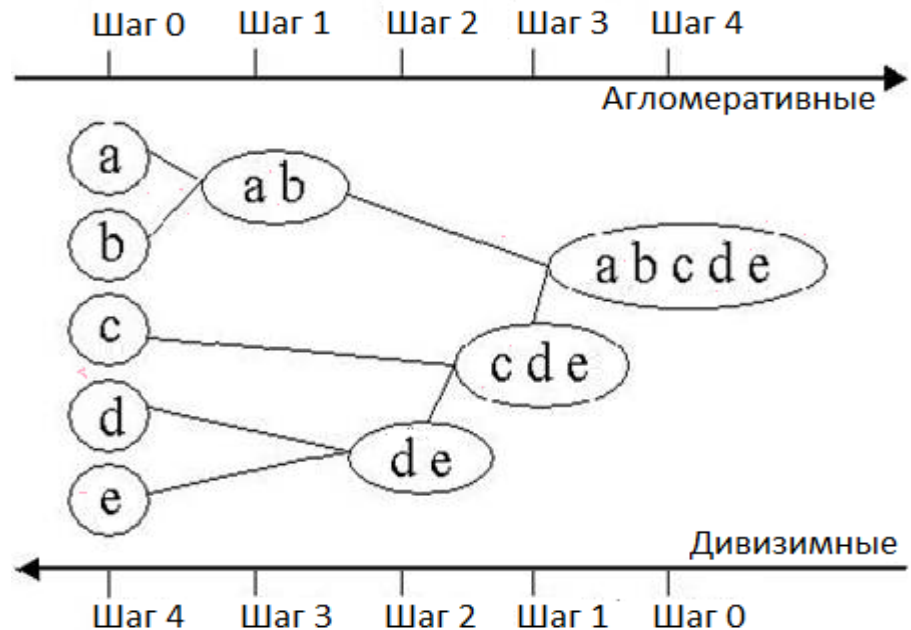 Шаг 0 Шаг 1 Шаг 2 Шаг 3 Шаг 4
Агломеративные
a
a b
b
a b c d e
c
c d e
d
d e
e
Дивизимные
Шаг 4 Шаг 3 Шаг 2 Шаг 1 Шаг 0